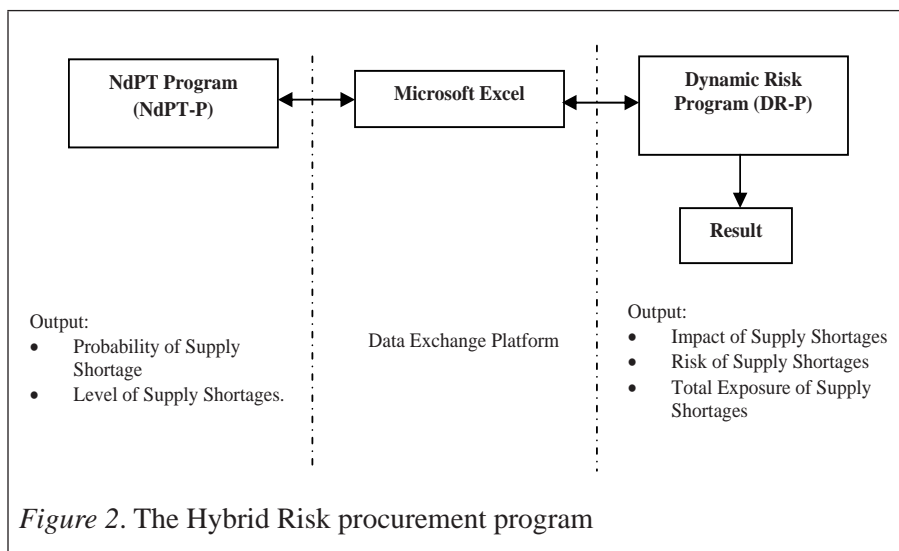 NdPT Program
(NdPT-P)
Microsoft Excel
Dynamic Risk
Program (DR-P)
Result
Output:
• Probability of Supply
Shortage
• Level of Supply Shortages.
Data Exchange Platform
Output:
• Impact of Supply Shortages
• Risk of Supply Shortages
• Total Exposure of Supply
Shortages
Figure 2. The Hybrid Risk procurement program